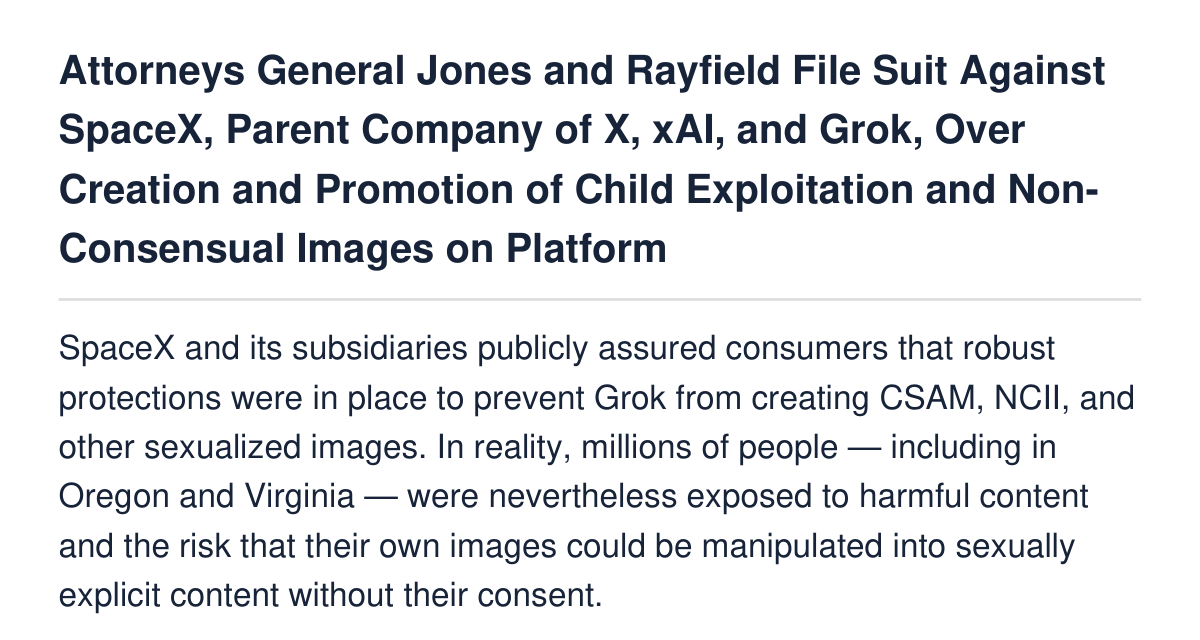 Attorneys General Jones and Rayfield File Suit Against
SpaceX, Parent Company of X, xAI, and Grok, Over
Creation and Promotion of Child Exploitation and Non-
Consensual Images on Platform
SpaceX and its subsidiaries publicly assured consumers that robust
protections were in place to prevent Grok from creating CSAM, NCII, and
other sexualized images. In reality, millions of people — including in
Oregon and Virginia — were nevertheless exposed to harmful content
and the risk that their own images could be manipulated into sexually
explicit content without their consent.